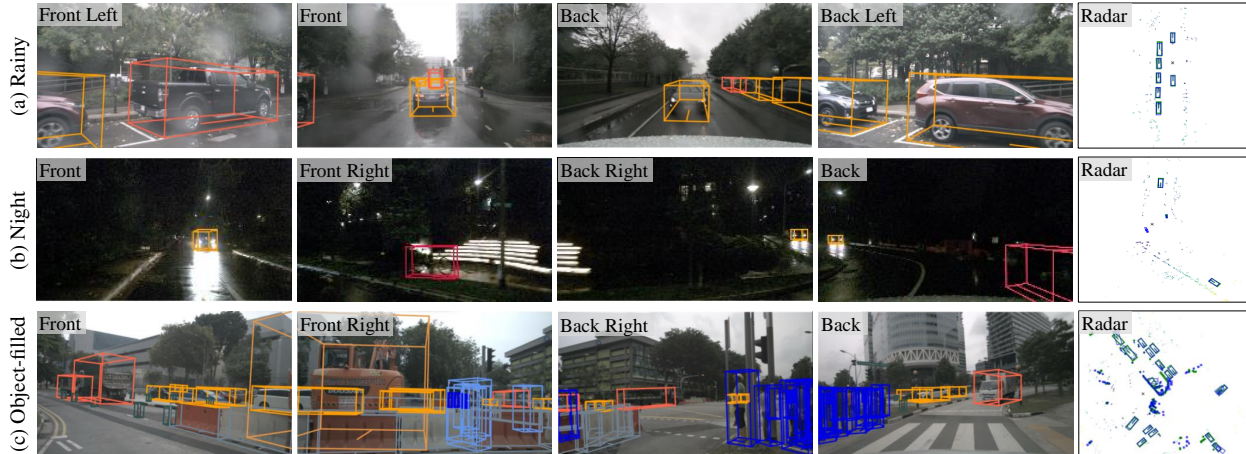 (a) Rainy
Front Left
Front
Back
Back Left
Radar
(b) Night
Front
Front Right
Back Right
Back
Radar
(c) Object-filled
Front
Front Right
Back Right
Back
Radar